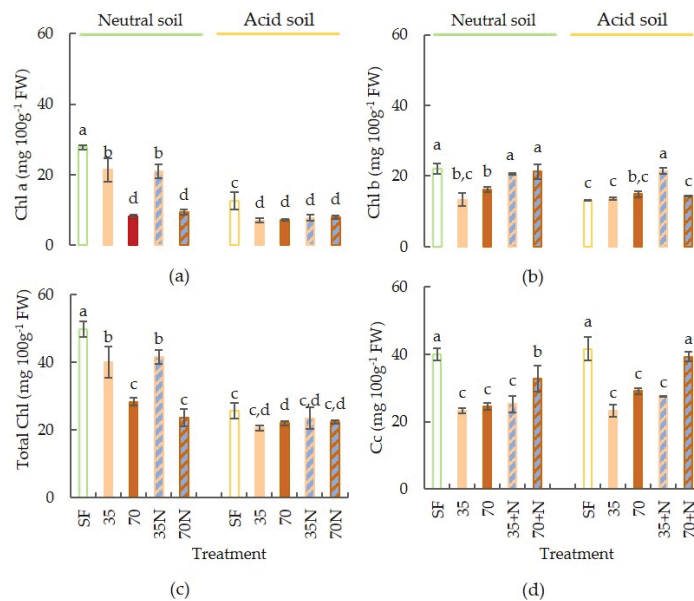 Neutral soil Acid soil Neutral soil Acid soil
60
40
20
0
Chl a (mg 100g⁻¹ FW)
a b d b d c d d d d
(a)
60
40
20
0
Chl b (mg 100g⁻¹ FW)
a b,c b a a c c b,c a c
(b)
60
40
20
0
Total Chl (mg 100g⁻¹ FW)
a b c b c c c,d d c,d c,d
SF 35 70 35N 70N SF 35 70 35N 70N
Treatment
(c)
60
40
20
0
Cc (mg 100g⁻¹ FW)
a c c c b a c c c a
SF 35 70 35+N 70+N SF 35 70 35+N 70+N
Treatment
(d)